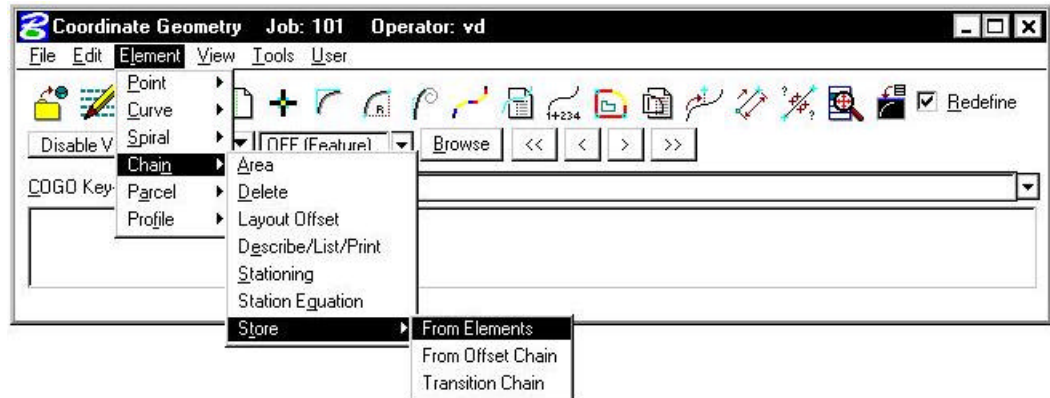 Coordinate Geometry Job: 101 Operator: vd
File Edit Element View Tools User
Point
Curve
Spiral
Chain
Parcel
Profile
R
1+234
Redefine
Disable V
OFF (Feature)
Browse << < > >>
COGO Key-
Area
Delete
Layout Offset
Describe/List/Print
Stationing
Station Equation
Store
From Elements
From Offset Chain
Transition Chain